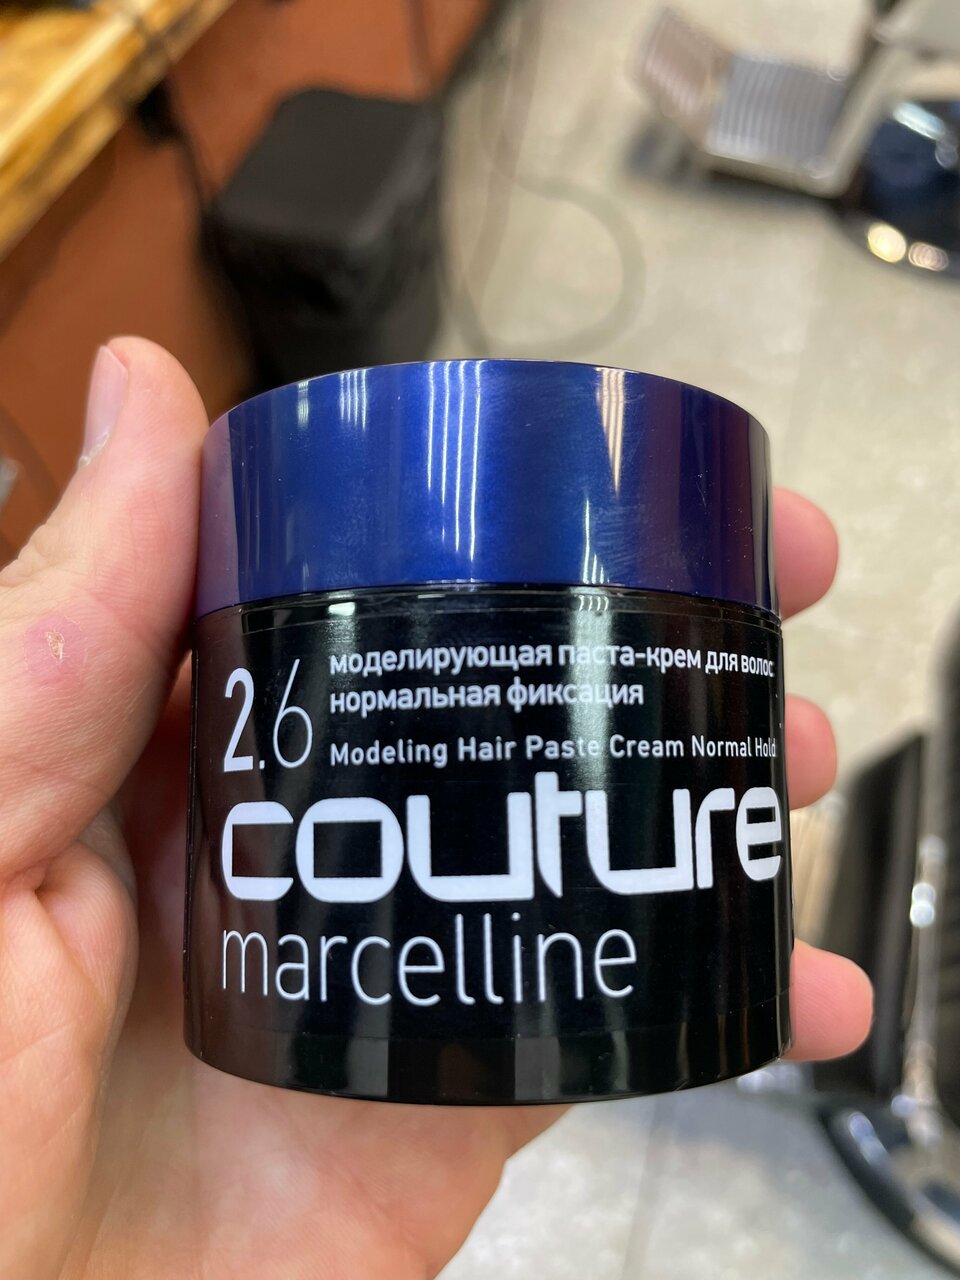 2.6
моделирующая паста-крем для волос
нормальная фиксация
Modeling Hair Paste Cream Normal Hold
couture
marcelline